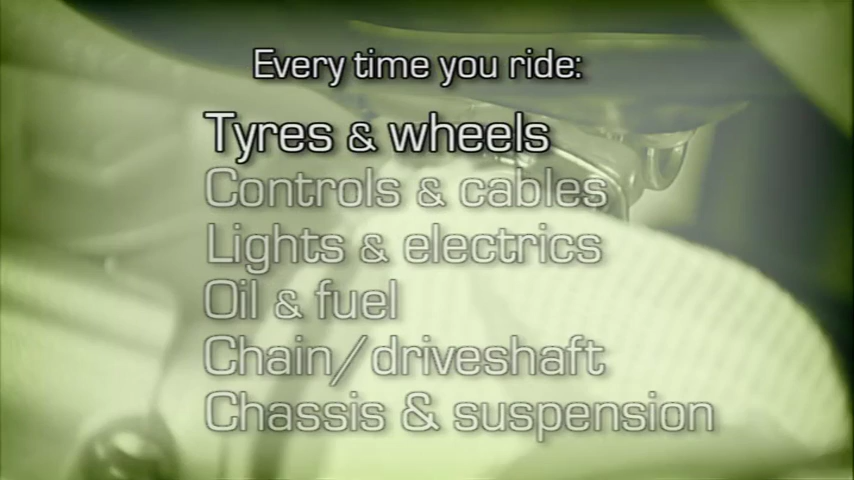 Every time you ride:
Tyres & wheels
Controls & cables
Lights & electrics
Oil & fuel
Chain/driveshaft
Chassis & suspension